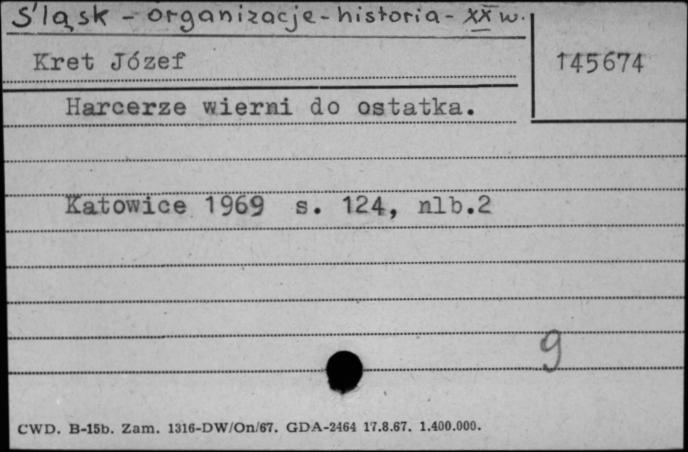 Śląsk - organizacje - historia - XX w.
Kret Józef
145674
Harcerze wierni do ostatka.
Katowice 1969 s. 124, nlb.2
9
CWD. B-15b. Zam. 1316-DW/On/67. GDA-2464 17.8.67. 1.400.000.